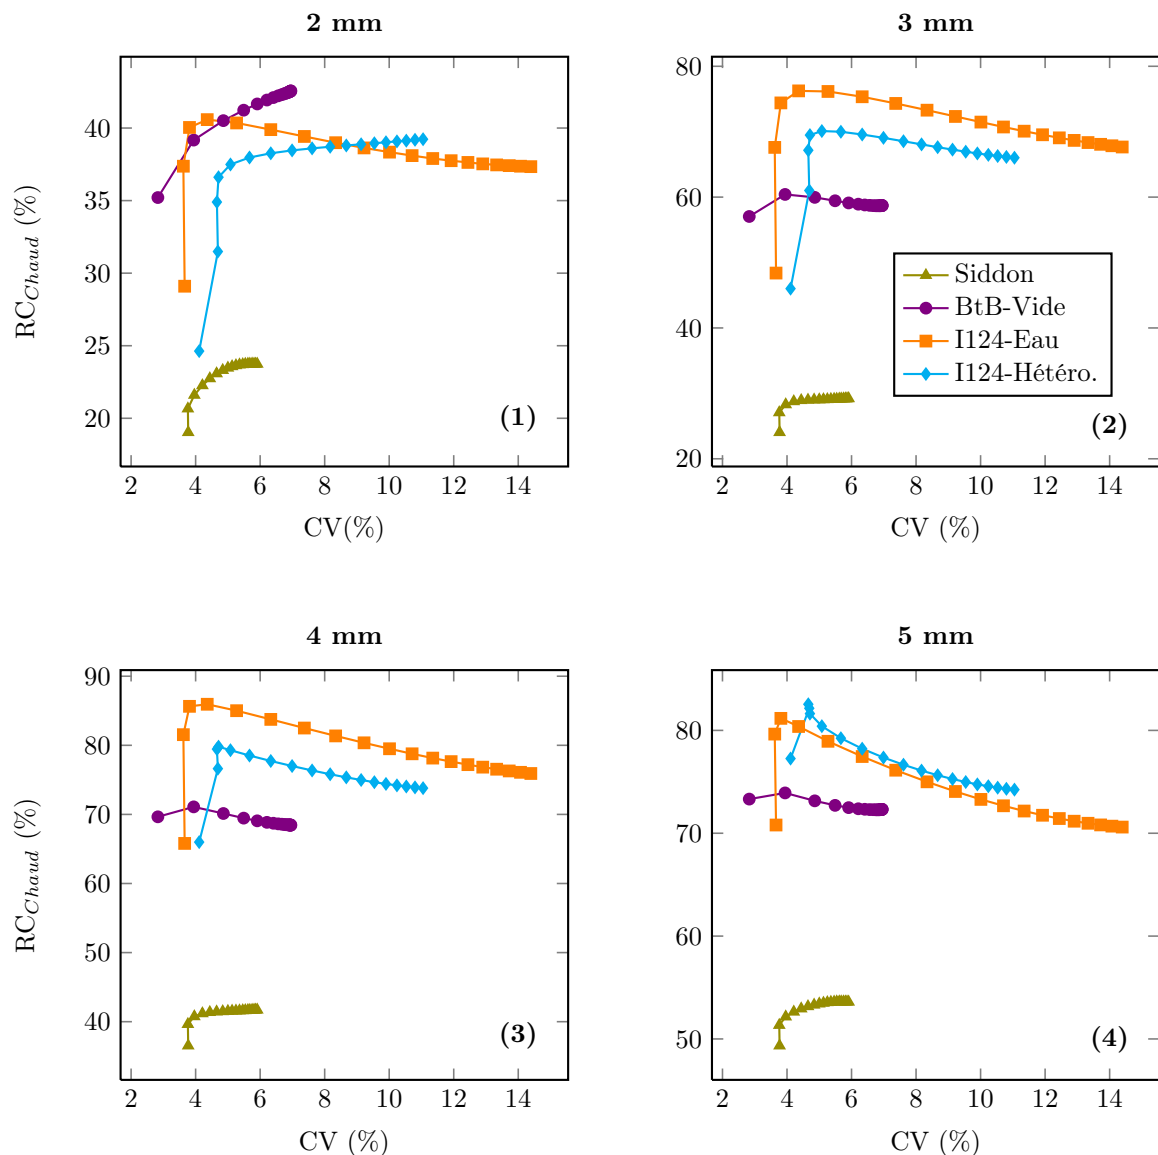 2 mm
3 mm
RC_Chaud (%)
40
35
30
25
20
2 4 6 8 10 12 14
CV(%)
(1)
80
60
40
20
2 4 6 8 10 12 14
CV (%)
Siddon
BtB-Vide
I124-Eau
I124-Hétéro.
(2)
4 mm
5 mm
RC_Chaud (%)
90
80
70
60
50
40
2 4 6 8 10 12 14
CV (%)
(3)
80
70
60
50
2 4 6 8 10 12 14
CV (%)
(4)